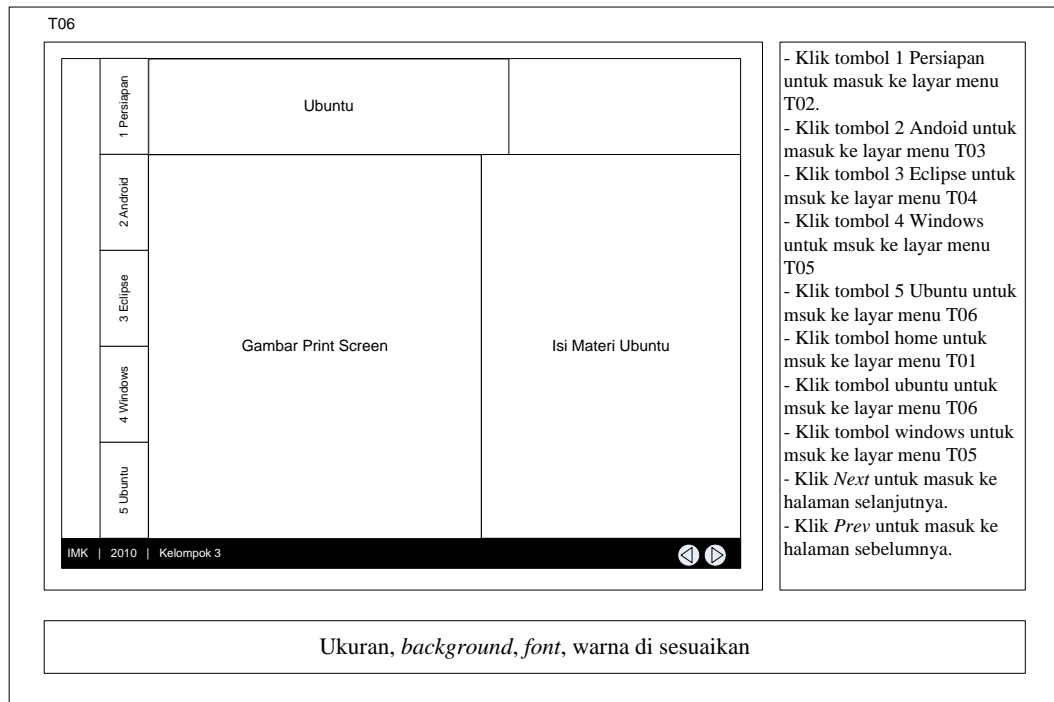 T06
1 Persiapan
2 Android
3 Eclipse
4 Windows
5 Ubuntu
Ubuntu
Gambar Print Screen
Isi Materi Ubuntu
IMK | 2010 | Kelompok 3
- Klik tombol 1 Persiapan
untuk masuk ke layar menu
T02.
- Klik tombol 2 Andoid untuk
masuk ke layar menu T03
- Klik tombol 3 Eclipse untuk
msuk ke layar menu T04
- Klik tombol 4 Windows
untuk msuk ke layar menu
T05
- Klik tombol 5 Ubuntu untuk
msuk ke layar menu T06
- Klik tombol home untuk
msuk ke layar menu T01
- Klik tombol ubuntu untuk
msuk ke layar menu T06
- Klik tombol windows untuk
msuk ke layar menu T05
- Klik Next untuk masuk ke
halaman selanjutnya.
- Klik Prev untuk masuk ke
halaman sebelumnya.
Ukuran, background, font, warna di sesuaikan